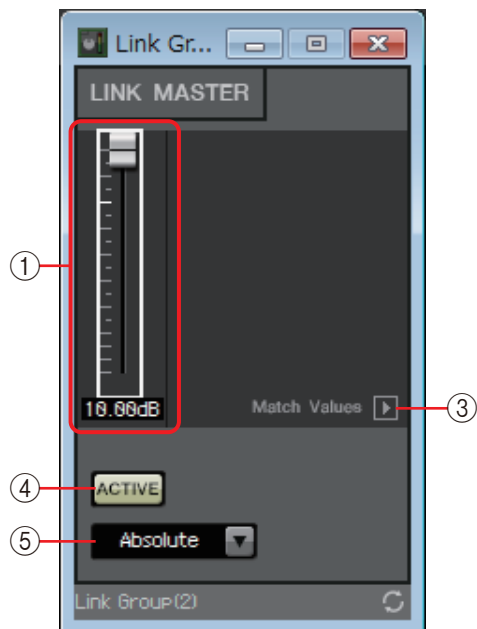 Link Gr...
LINK MASTER
①
10.00dB
Match Values
③
④
ACTIVE
⑤
Absolute
Link Group(2)